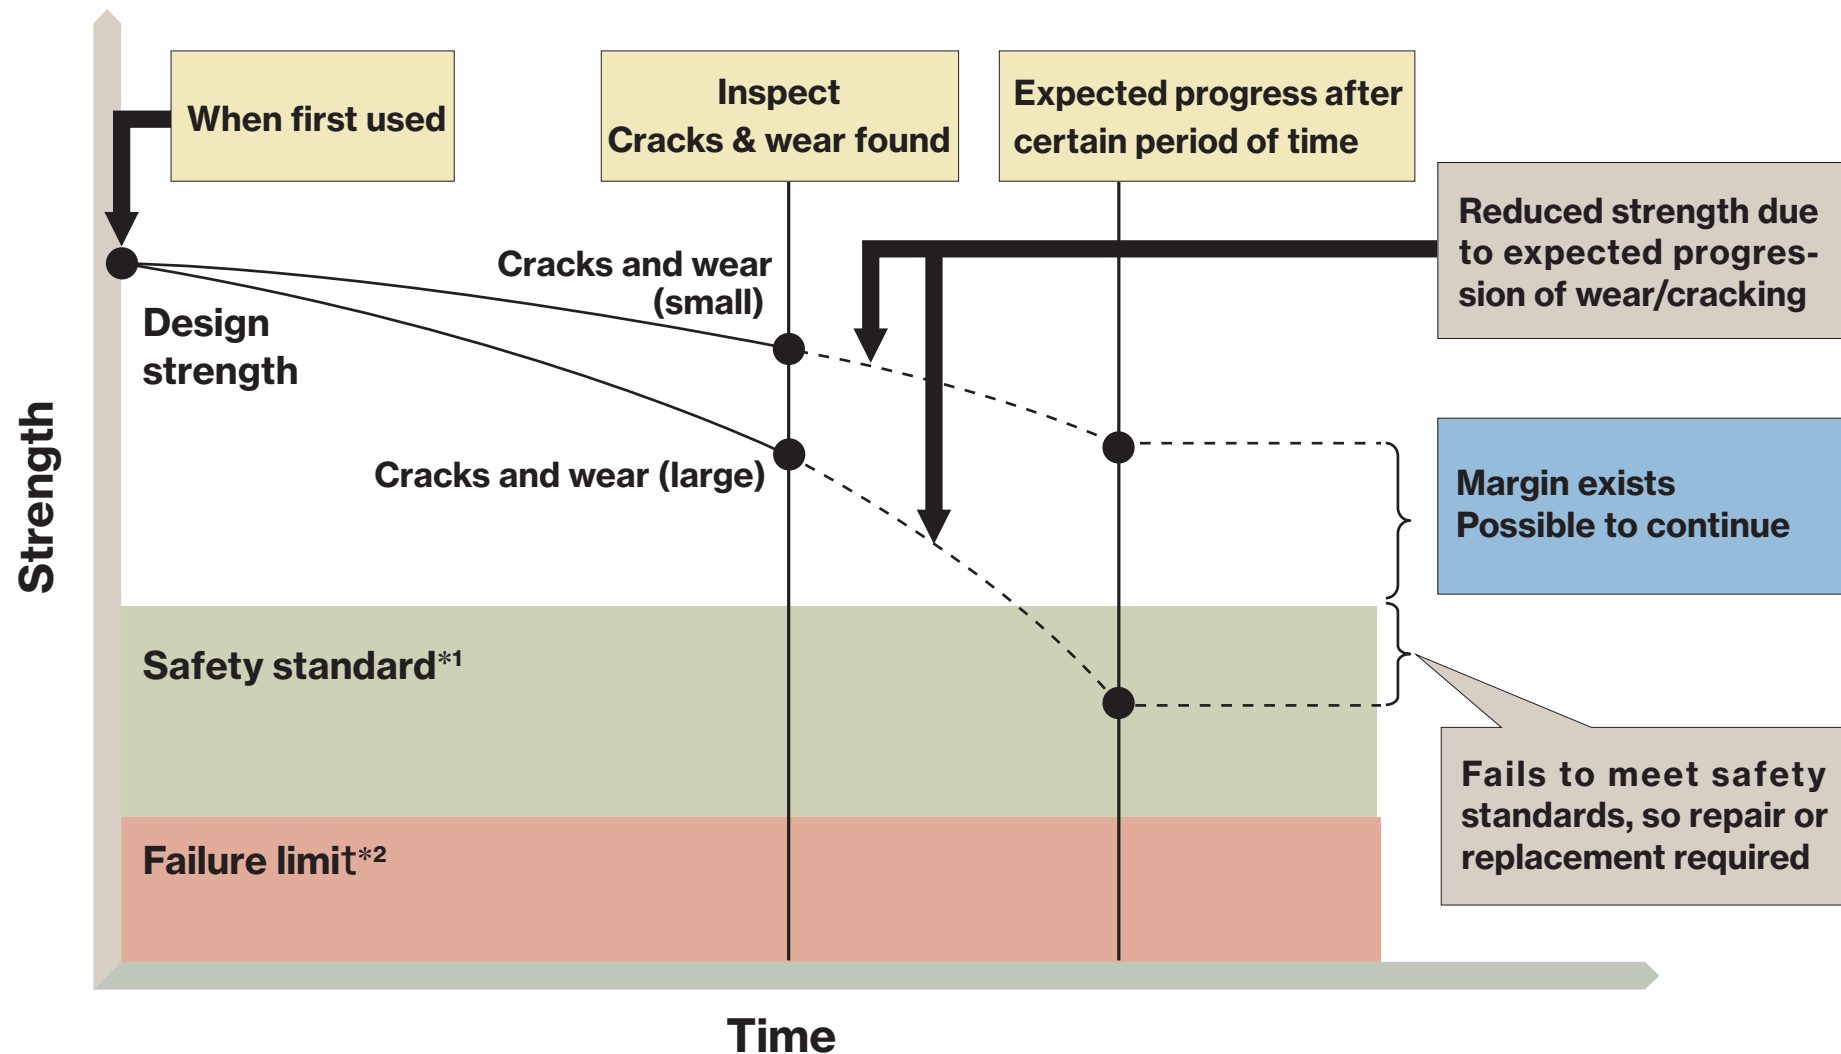 When first used
Inspect
Cracks & wear found
Expected progress after
certain period of time
Reduced strength due
to expected progres-
sion of wear/cracking
Cracks and wear
(small)
Design
strength
Cracks and wear (large)
Margin exists
Possible to continue
Strength
Safety standard*1
Fails to meet safety
standards, so repair or
replacement required
Failure limit*2
Time